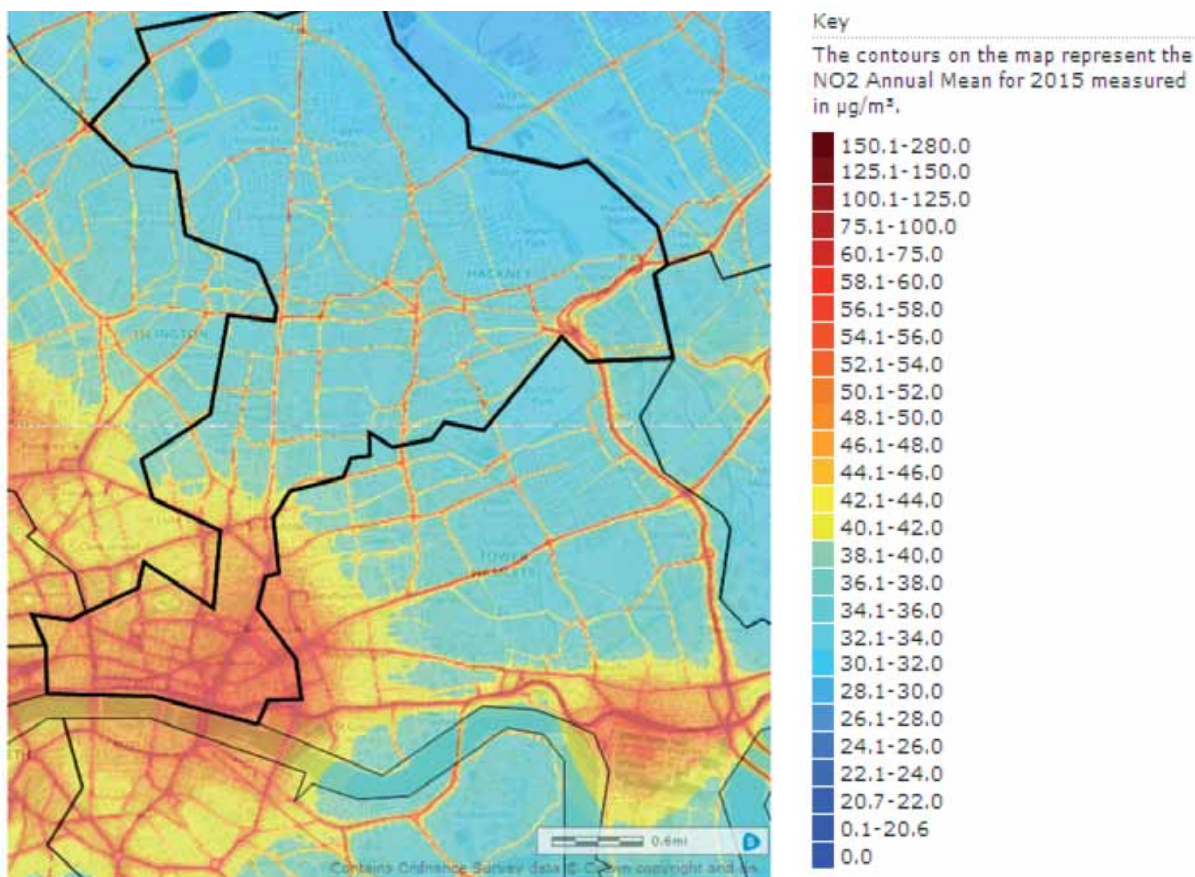 Key
The contours on the map represent the
NO2 Annual Mean for 2015 measured
in µg/m³.
150.1-280.0
125.1-150.0
100.1-125.0
75.1-100.0
60.1-75.0
58.1-60.0
56.1-58.0
54.1-56.0
52.1-54.0
50.1-52.0
48.1-50.0
46.1-48.0
44.1-46.0
42.1-44.0
40.1-42.0
38.1-40.0
36.1-38.0
34.1-36.0
32.1-34.0
30.1-32.0
28.1-30.0
26.1-28.0
24.1-26.0
22.1-24.0
20.7-22.0
0.1-20.6
0.0
HACKNEY
ISLINGTON
TOWER
HAMLETS
0.6mi
Contains Ordnance Survey data © Crown copyright and